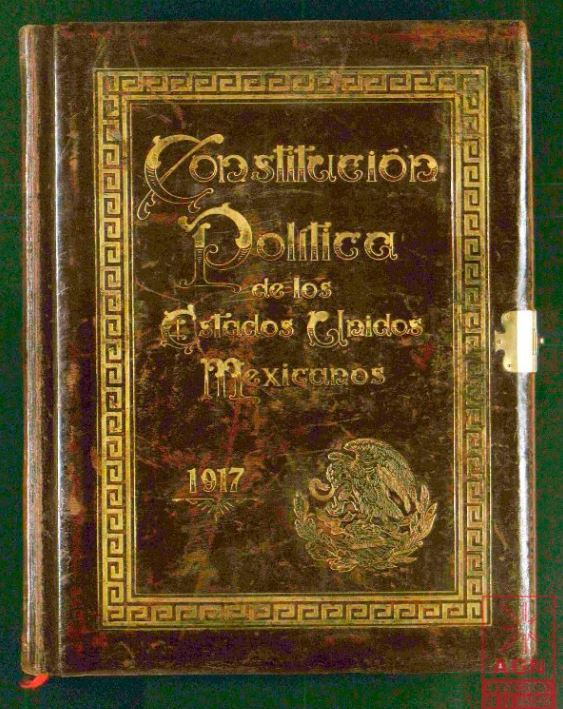 Constitución
Política
de los
Estados Unidos
Mexicanos
1917
AGN